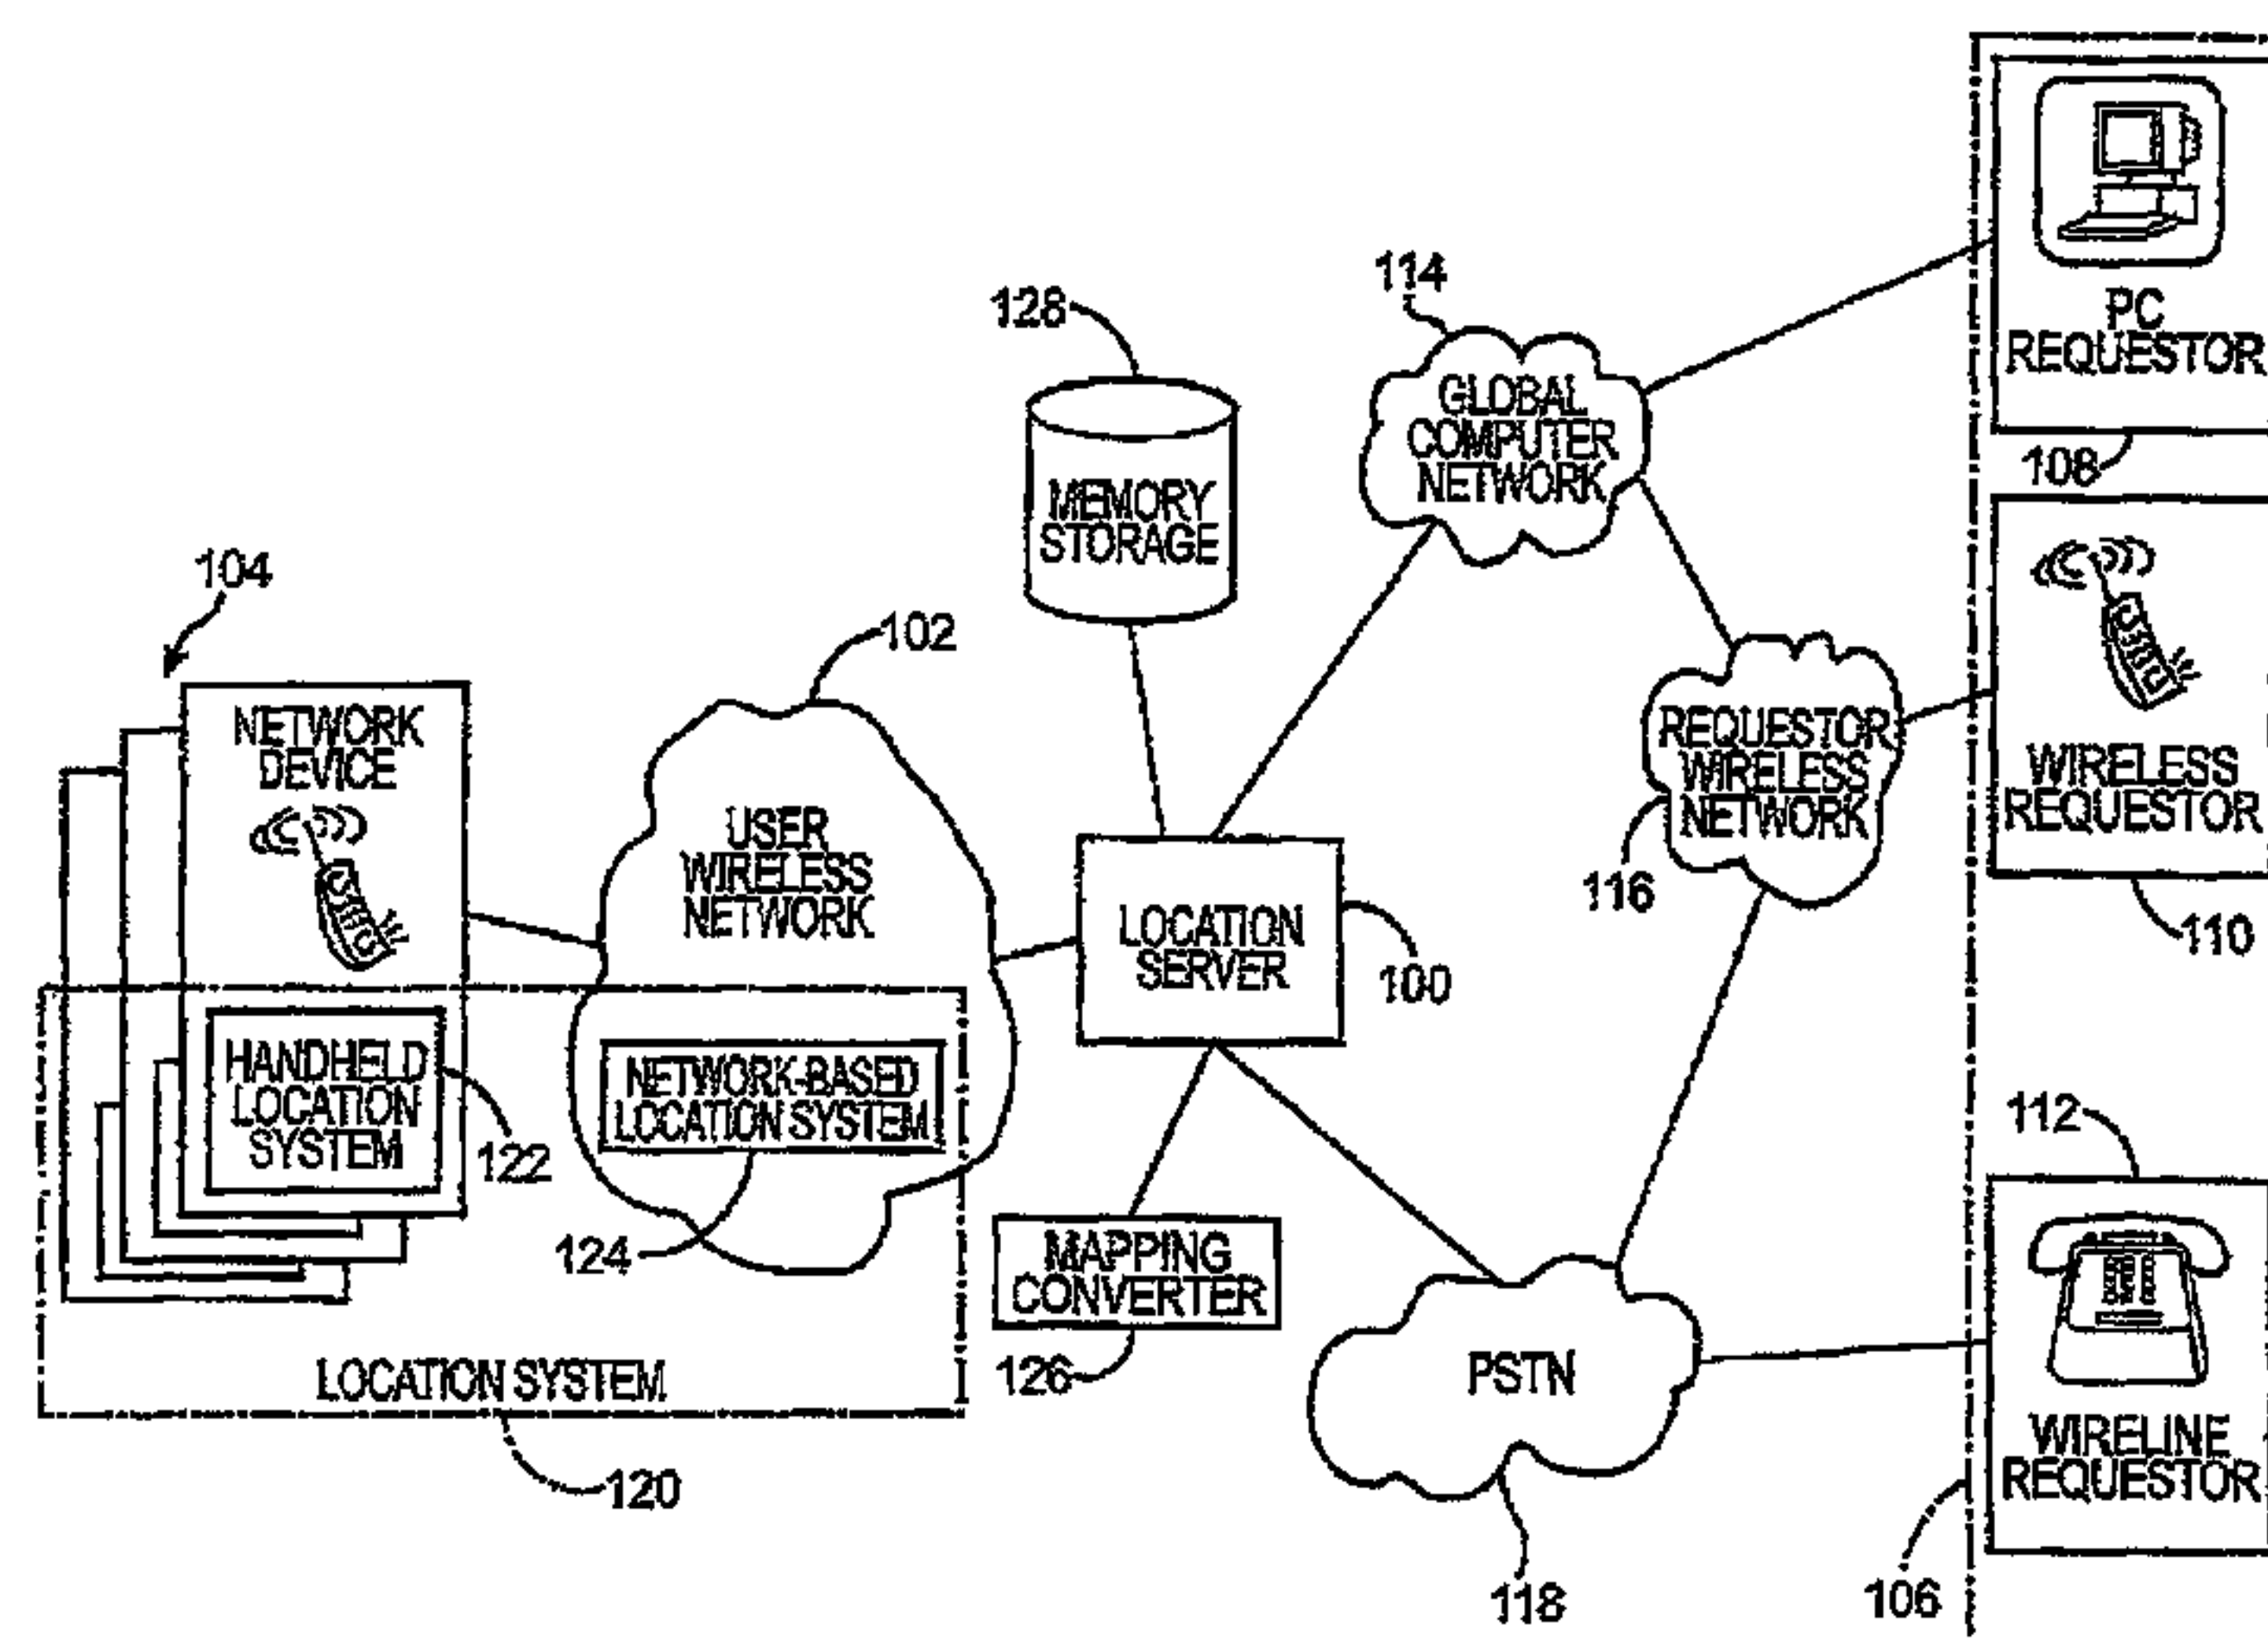 114
128
PC
REQUESTOR
GLOBAL
COMPUTER
NETWORK
108
MEMORY
STORAGE
104
102
NETWORK
DEVICE
REQUESTOR
WIRELESS
NETWORK
WIRELESS
REQUESTOR
USER
WIRELESS
NETWORK
116
110
LOCATION
SERVER
100
HANDHELD
LOCATION
SYSTEM
122
NETWORK-BASED
LOCATION SYSTEM
112
124
MAPPING
CONVERTER
126
PSTN
LOCATION SYSTEM
WIRELINE
REQUESTOR
120
118
106